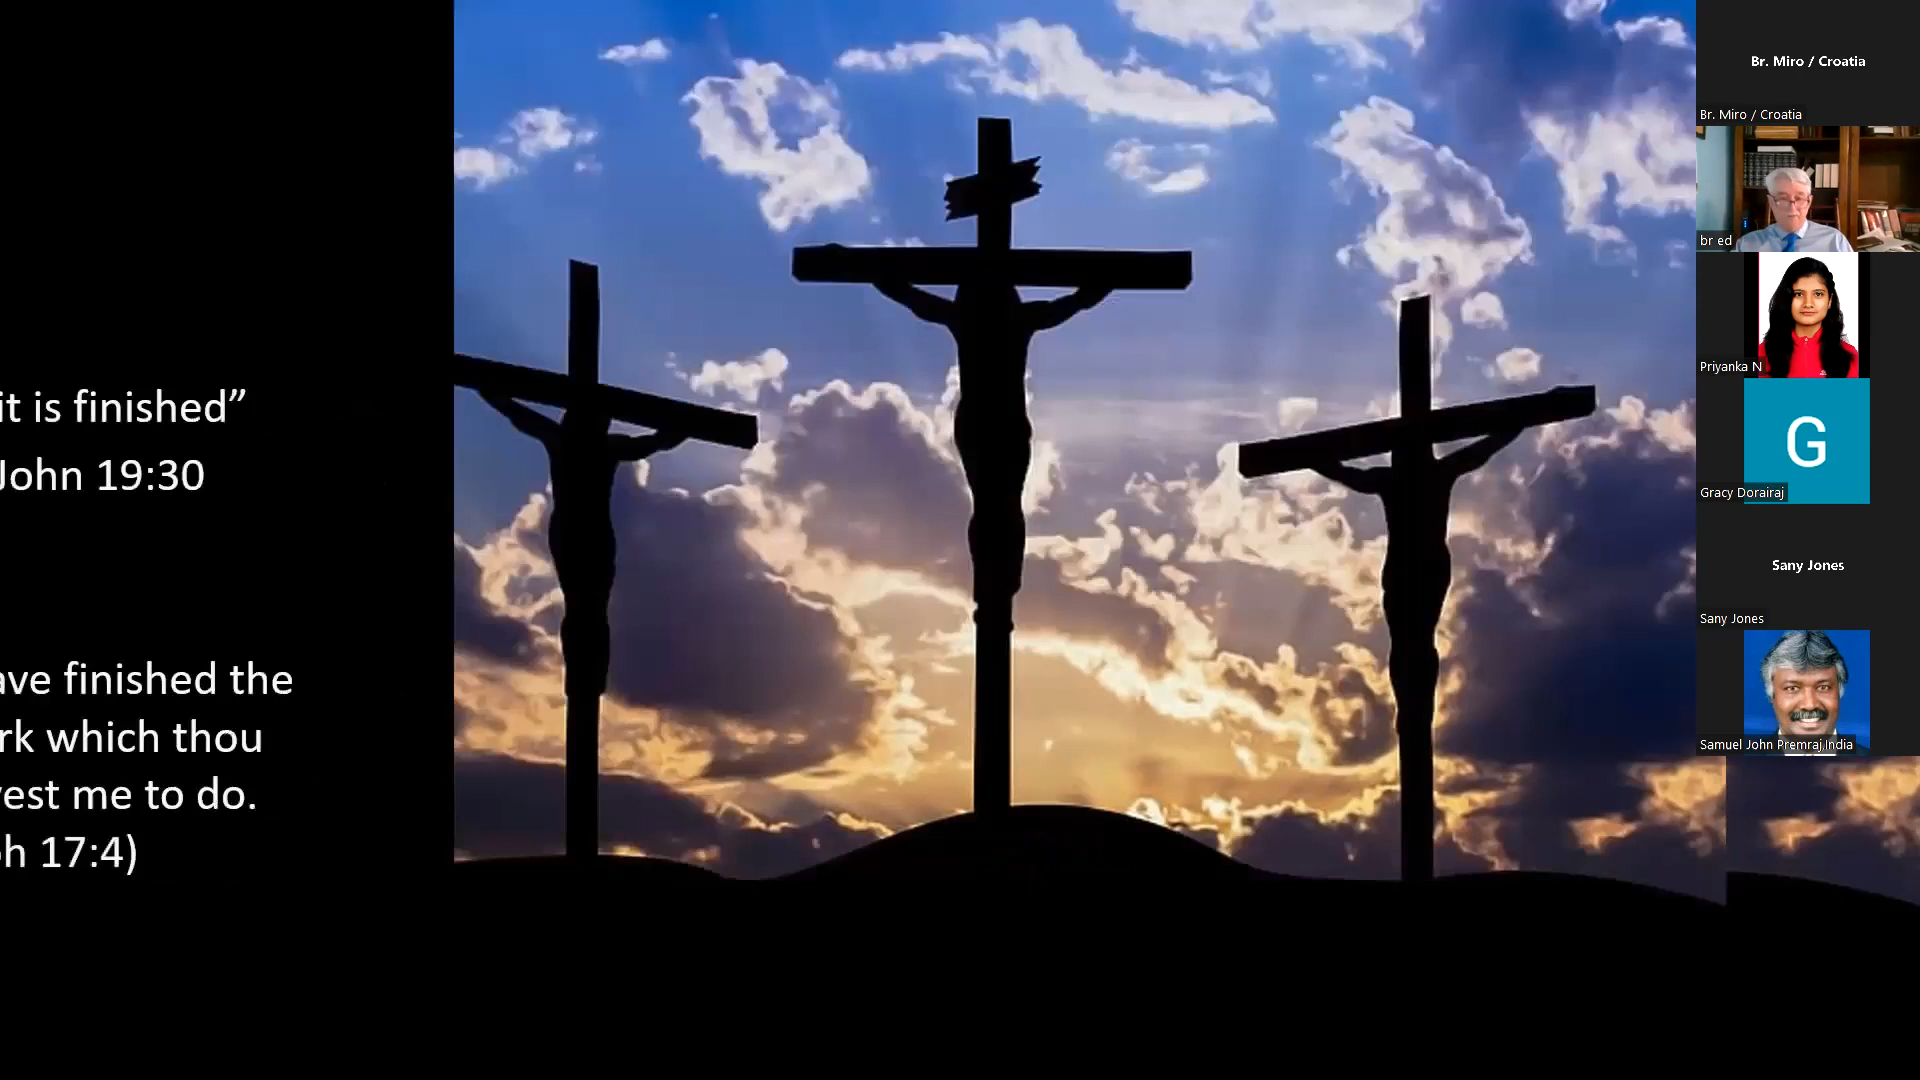 it is finished”
John 19:30
ave finished the
rk which thou
vest me to do.
h 17:4)
Br. Miro / Croatia
Br. Miro / Croatia
br ed
Priyanka N
G
Gracy Dorairaj
Sany Jones
Sany Jones
Samuel John Premraj,India